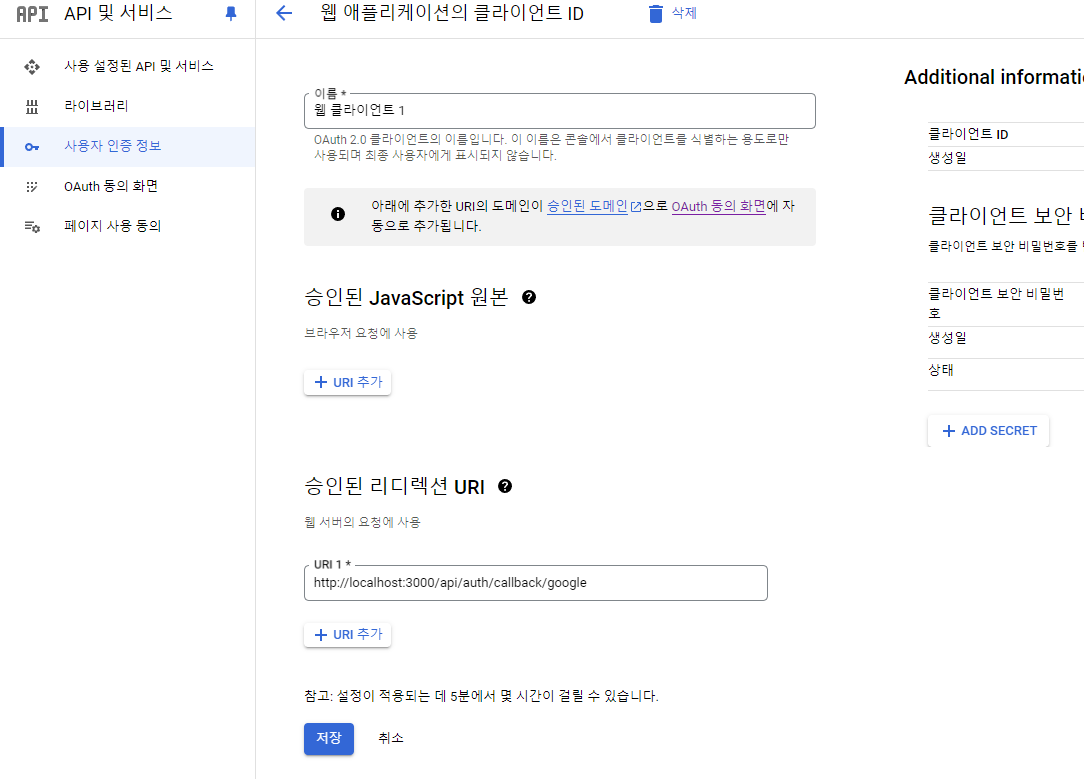 API API 및 서비스
사용 설정된 API 및 서비스
라이브러리
사용자 인증 정보
OAuth 동의 화면
페이지 사용 동의
웹 애플리케이션의 클라이언트 ID
삭제
이름 *
웹 클라이언트 1
OAuth 2.0 클라이언트의 이름입니다. 이 이름은 콘솔에서 클라이언트를 식별하는 용도로만
사용되며 최종 사용자에게 표시되지 않습니다.
아래에 추가한 URI의 도메인이 승인된 도메인으로 OAuth 동의 화면에 자
동으로 추가됩니다.
승인된 JavaScript 원본
브라우저 요청에 사용
URI 추가
승인된 리디렉션 URI
웹 서버의 요청에 사용
URI 1 *
http://localhost:3000/api/auth/callback/google
URI 추가
참고: 설정이 적용되는 데 5분에서 몇 시간이 걸릴 수 있습니다.
저장
취소
Additional informati
클라이언트 ID
생성일
클라이언트 보안
클라이언트 보안 비밀번호를
클라이언트 보안 비밀번
호
생성일
상태
ADD SECRET